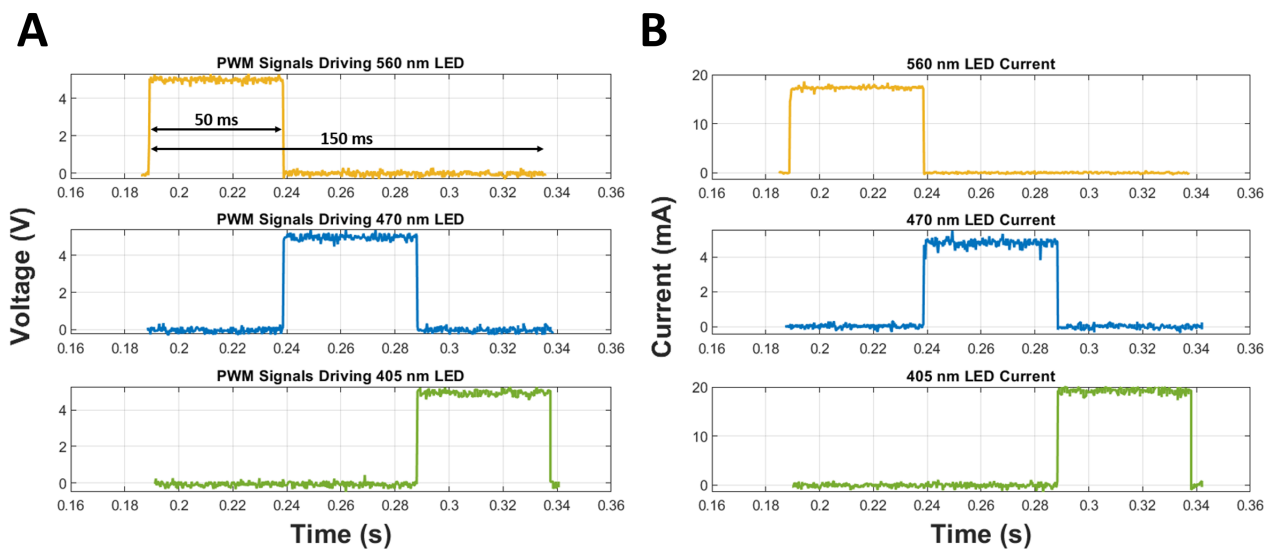 A
PWM Signals Driving 560 nm LED
4
2
0
50 ms
150 ms
0.16 0.18 0.2 0.22 0.24 0.26 0.28 0.3 0.32 0.34 0.36
PWM Signals Driving 470 nm LED
4
2
0
0.16 0.18 0.2 0.22 0.24 0.26 0.28 0.3 0.32 0.34 0.36
PWM Signals Driving 405 nm LED
4
2
0
0.16 0.18 0.2 0.22 0.24 0.26 0.28 0.3 0.32 0.34 0.36
Voltage (V)
Time (s)
B
560 nm LED Current
20
10
0
0.16 0.18 0.2 0.22 0.24 0.26 0.28 0.3 0.32 0.34 0.36
470 nm LED Current
4
2
0
0.16 0.18 0.2 0.22 0.24 0.26 0.28 0.3 0.32 0.34 0.36
405 nm LED Current
20
10
0
0.16 0.18 0.2 0.22 0.24 0.26 0.28 0.3 0.32 0.34 0.36
Current (mA)
Time (s)